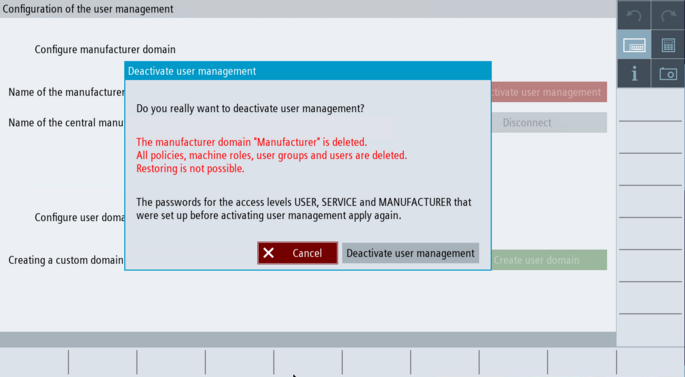 Configuration of the user management
Configure manufacturer domain
Name of the manufacturer
Name of the central manu
Configure user doma
Creating a custom domain
Deactivate user management
Do you really want to deactivate user management?
The manufacturer domain "Manufacturer" is deleted.
All policies, machine roles, user groups and users are deleted.
Restoring is not possible.
The passwords for the access levels USER, SERVICE and MANUFACTURER that
were set up before activating user management apply again.
Cancel
Deactivate user management
ctivate user management
Disconnect
Create user domain
i